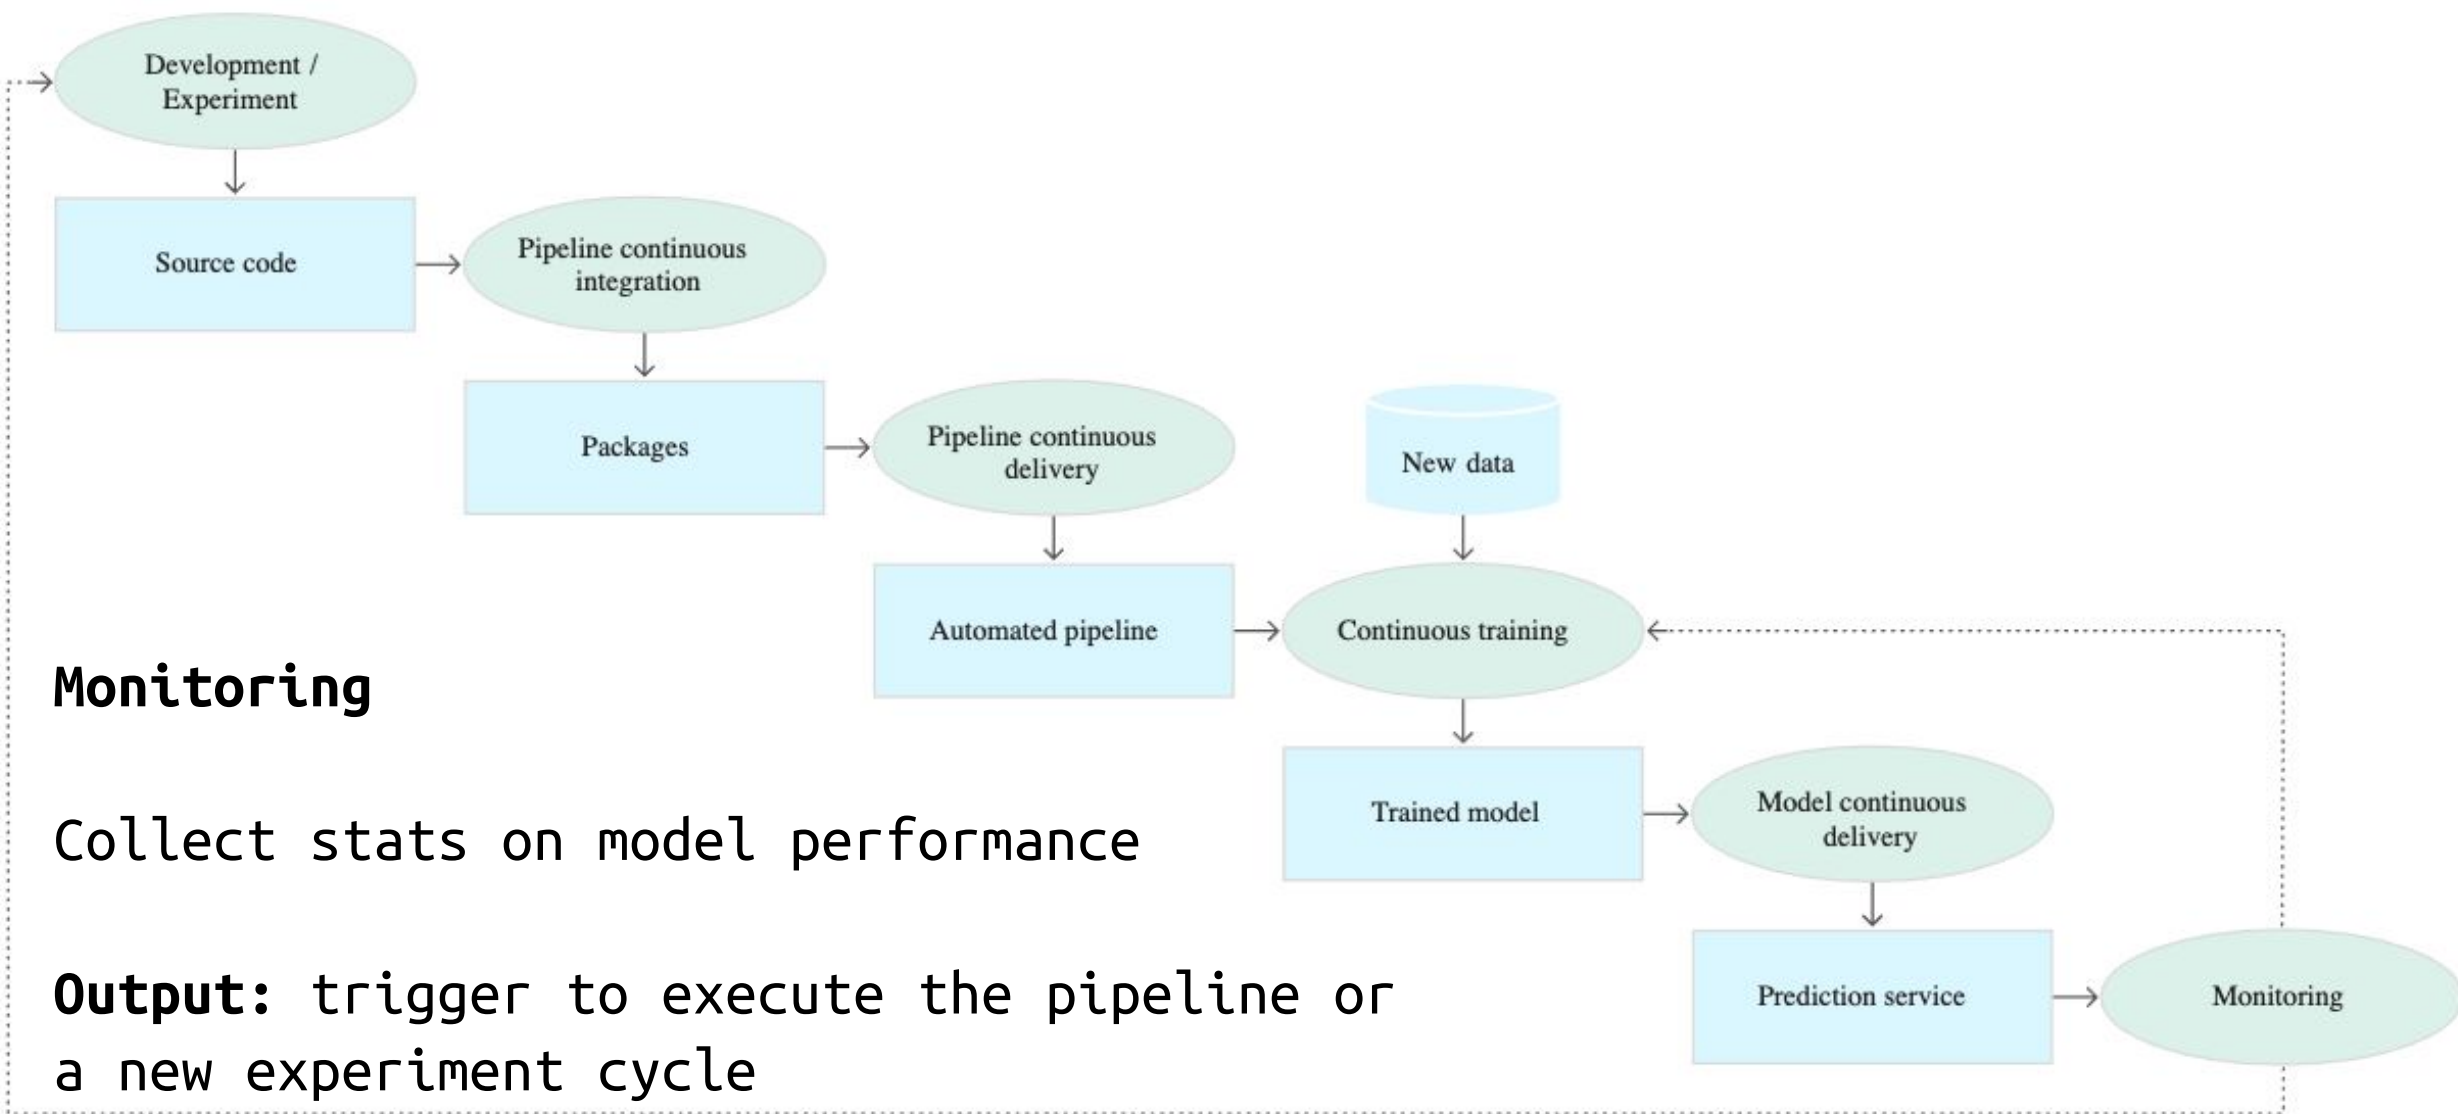 Development /
Experiment
Source code
Pipeline continuous
integration
Packages
Pipeline continuous
delivery
New data
Automated pipeline
Continuous training
Trained model
Model continuous
delivery
Prediction service
Monitoring
Monitoring
Collect stats on model performance
Output: trigger to execute the pipeline or
a new experiment cycle